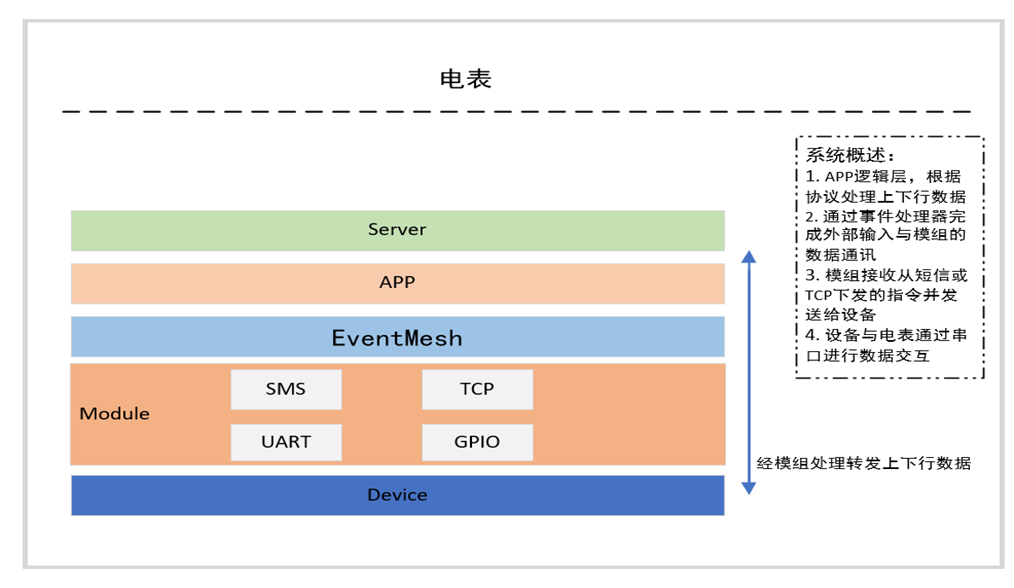 电表
系统概述：
1. APP逻辑层，根据
协议处理上下行数据
2. 通过事件处理器完
成外部输入与模组的
数据通讯
3. 模组接收从短信或
TCP下发的指令并发
送给设备
4. 设备与电表通过串
口进行数据交互
Server
APP
EventMesh
Module
SMS
TCP
UART
GPIO
经模组处理转发上下行数据
Device